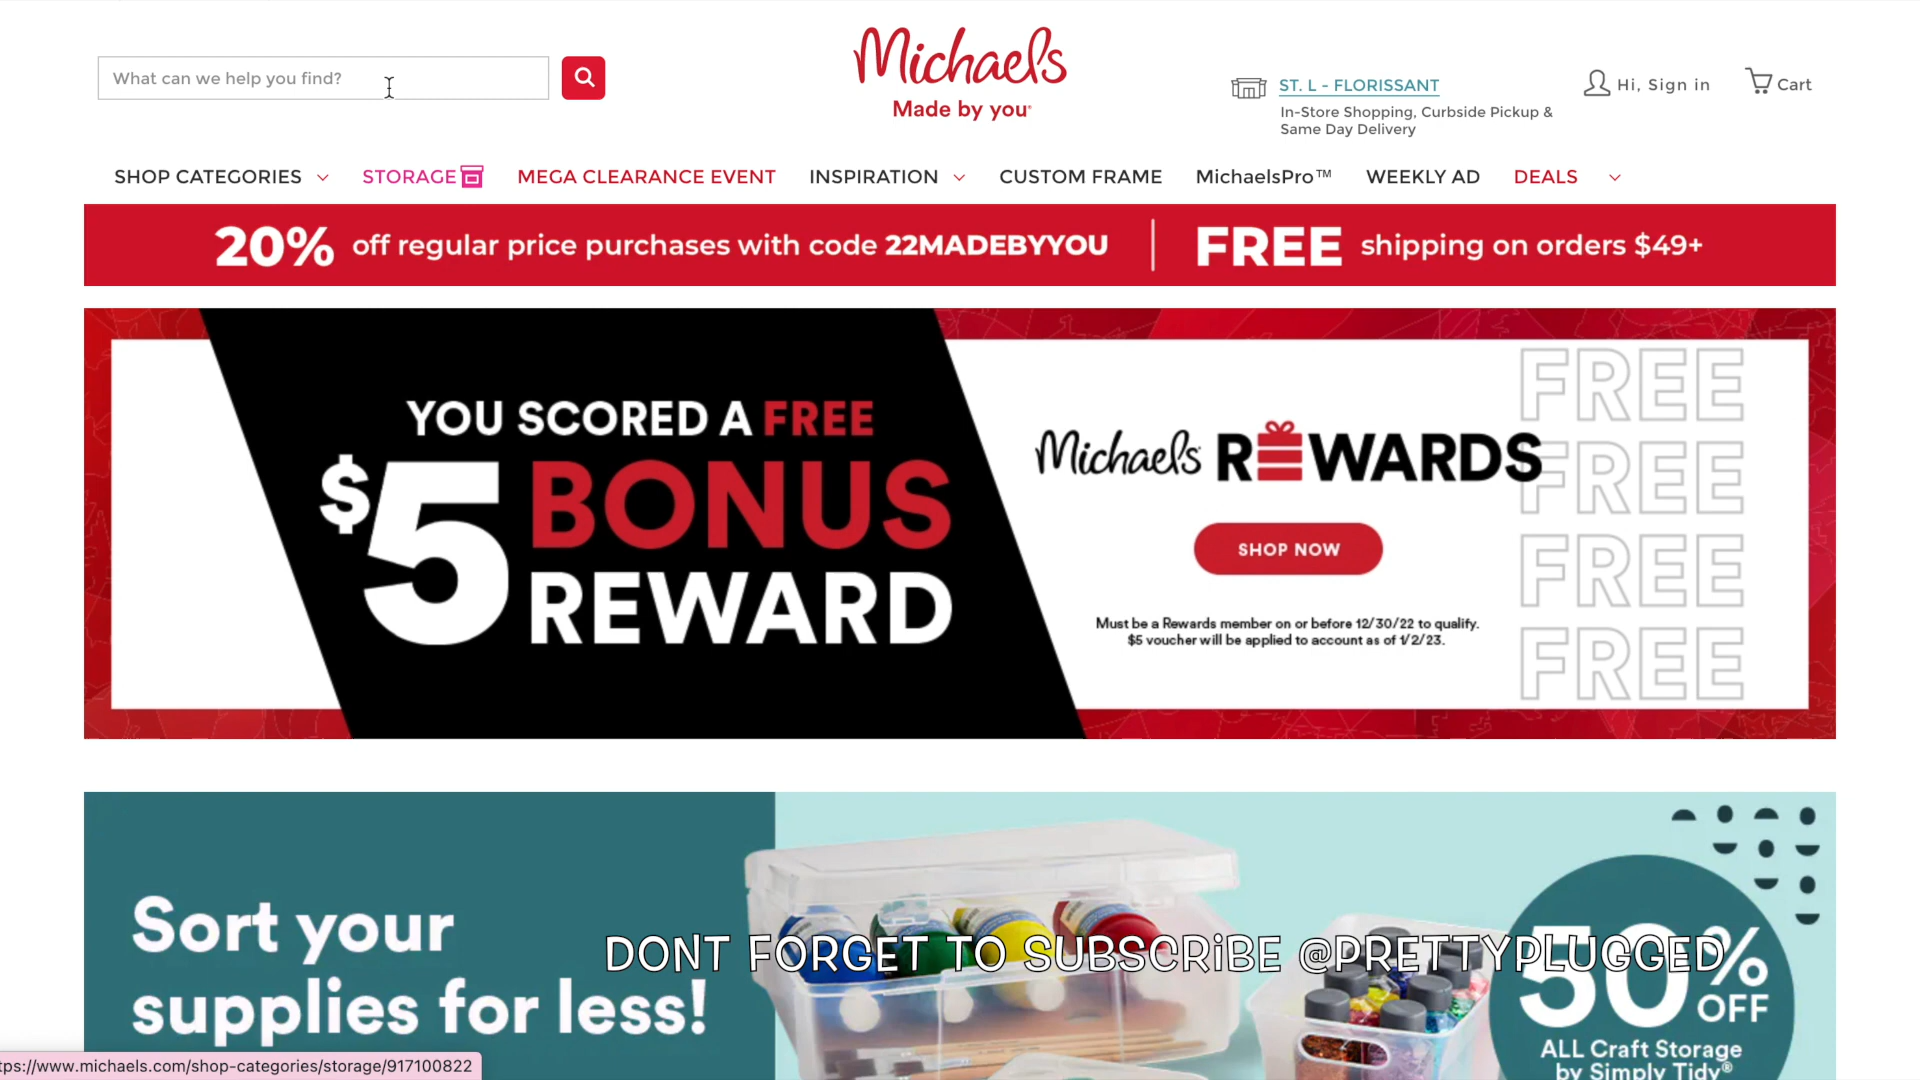 What can we help you find?
Michaels
Made by you®
ST. L - FLORISSANT
In-Store Shopping, Curbside Pickup &
Same Day Delivery
Hi, Sign in
Cart
SHOP CATEGORIES
STORAGE
MEGA CLEARANCE EVENT
INSPIRATION
CUSTOM FRAME
MichaelsPro™
WEEKLY AD
DEALS
20% off regular price purchases with code 22MADEBYYOU
FREE shipping on orders $49+
YOU SCORED A FREE
$5 BONUS
REWARD
Michaels REWARDS
SHOP NOW
Must be a Rewards member on or before 12/30/22 to qualify.
$5 voucher will be applied to account as of 1/2/23.
FREE
FREE
FREE
FREE
Sort your
supplies for less!
DONT FORGET TO SUBSCRiBE @PRETTYPLUGGED
50% OFF
ALL Craft Storage
by Simply Tidy®
tps://www.michaels.com/shop-categories/storage/917100822